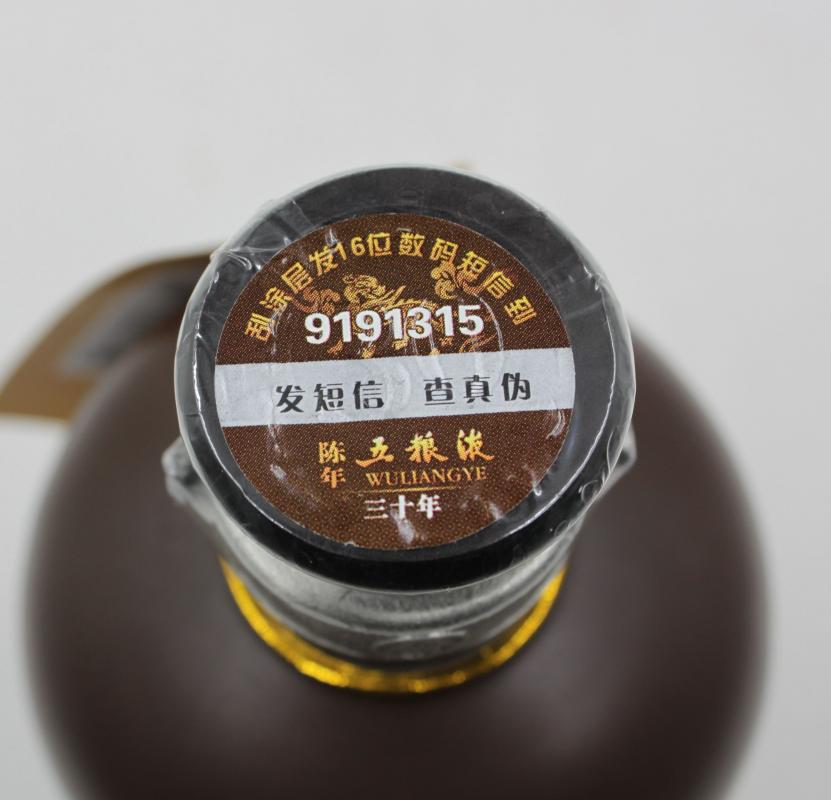 刮涂层发16位数码短信到
9191315
发短信 查真伪
陈年 五粮液
WULIANGYE
三十年